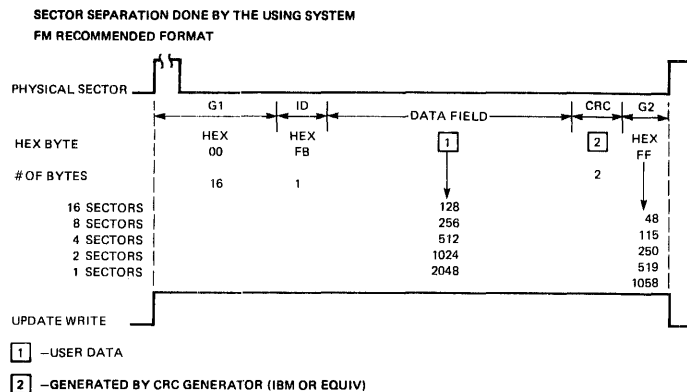 SECTOR SEPARATION DONE BY THE USING SYSTEM
FM RECOMMENDED FORMAT
PHYSICAL SECTOR
G1 ID DATA FIELD CRC G2
HEX BYTE HEX 00 HEX FB 1 2 HEX FF
# OF BYTES 16 1 2
16 SECTORS 128 48
8 SECTORS 256 115
4 SECTORS 512 250
2 SECTORS 1024 519
1 SECTORS 2048 1058
UPDATE WRITE
1 –USER DATA
2 –GENERATED BY CRC GENERATOR (IBM OR EQUIV)